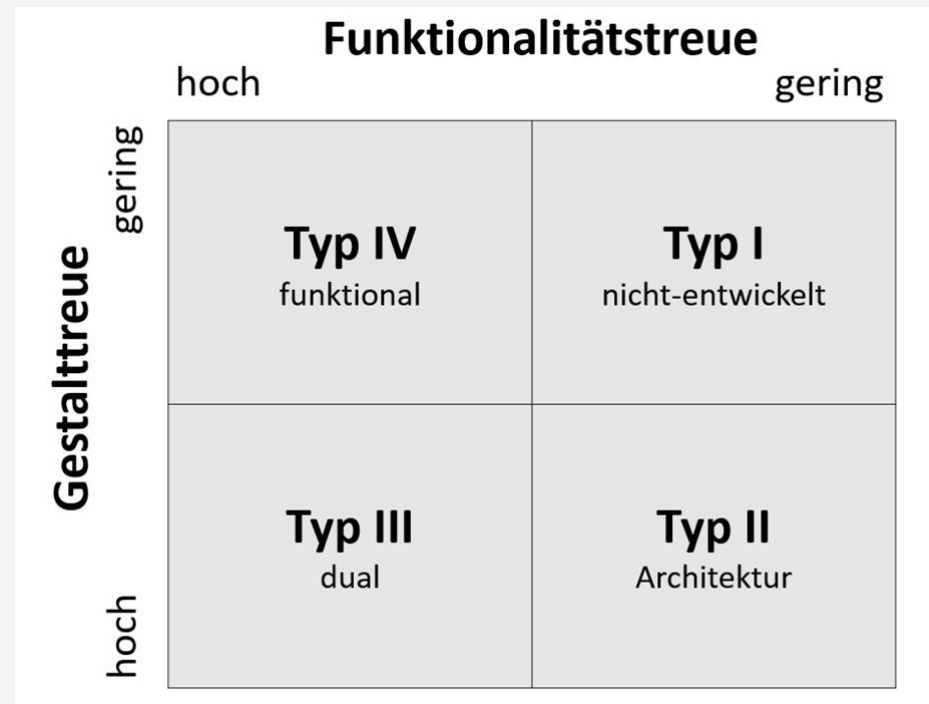 Funktionalitätstreue
hoch
gering
gering
Gestalttreue
hoch
Typ IV
funktional
Typ I
nicht-entwickelt
Typ III
dual
Typ II
Architektur